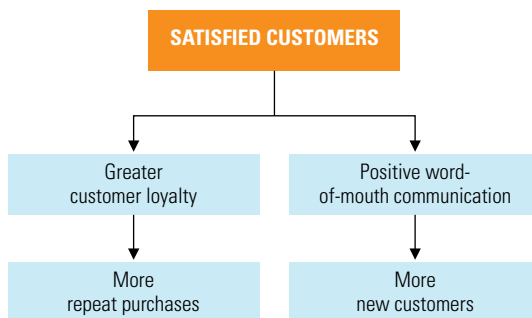 SATISFIED CUSTOMERS
Greater
customer loyalty
Positive word-
of-mouth communication
More
repeat purchases
More
new customers